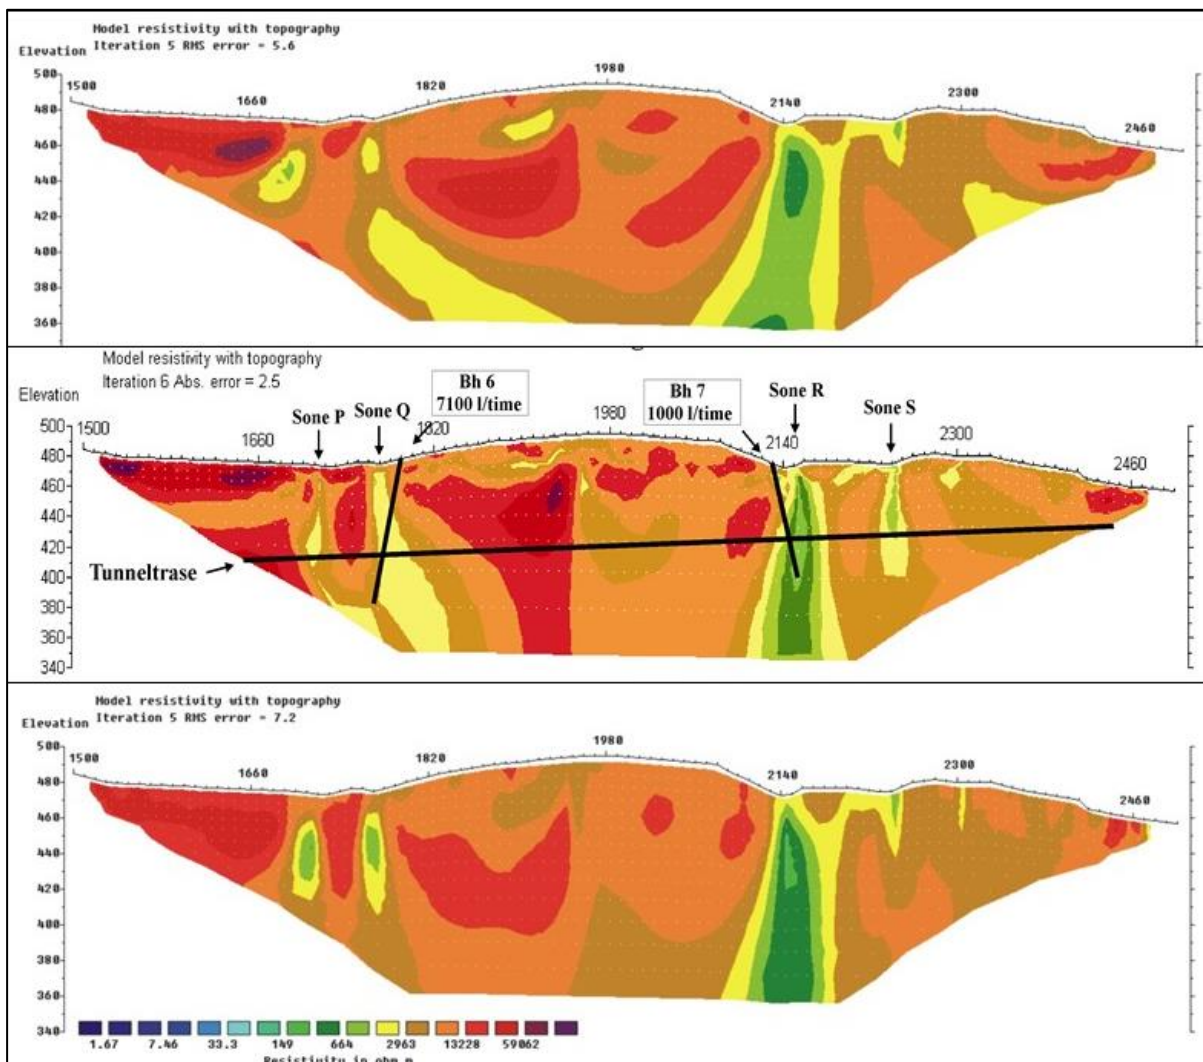 Model resistivity with topography
Iteration 5 RMS error = 5.6
Elevation
500
480
460
440
420
400
380
360
1500
1660
1820
1980
2140
2300
2460
Model resistivity with topography
Iteration 6 Abs. error = 2.5
Elevation
500
480
460
440
420
400
380
360
340
1500
1660
1820
1980
2140
2300
2460
Sone P
Sone Q
Bh 6
7100 l/time
Bh 7
1000 l/time
Sone R
Sone S
Tunneltrase
Model resistivity with topography
Iteration 5 RMS error = 7.2
Elevation
500
480
460
440
420
400
380
360
340
1500
1660
1820
1980
2140
2300
2460
1.67 7.46 33.3 149 664 2963 13228 59062
Resistivity in ohm.m